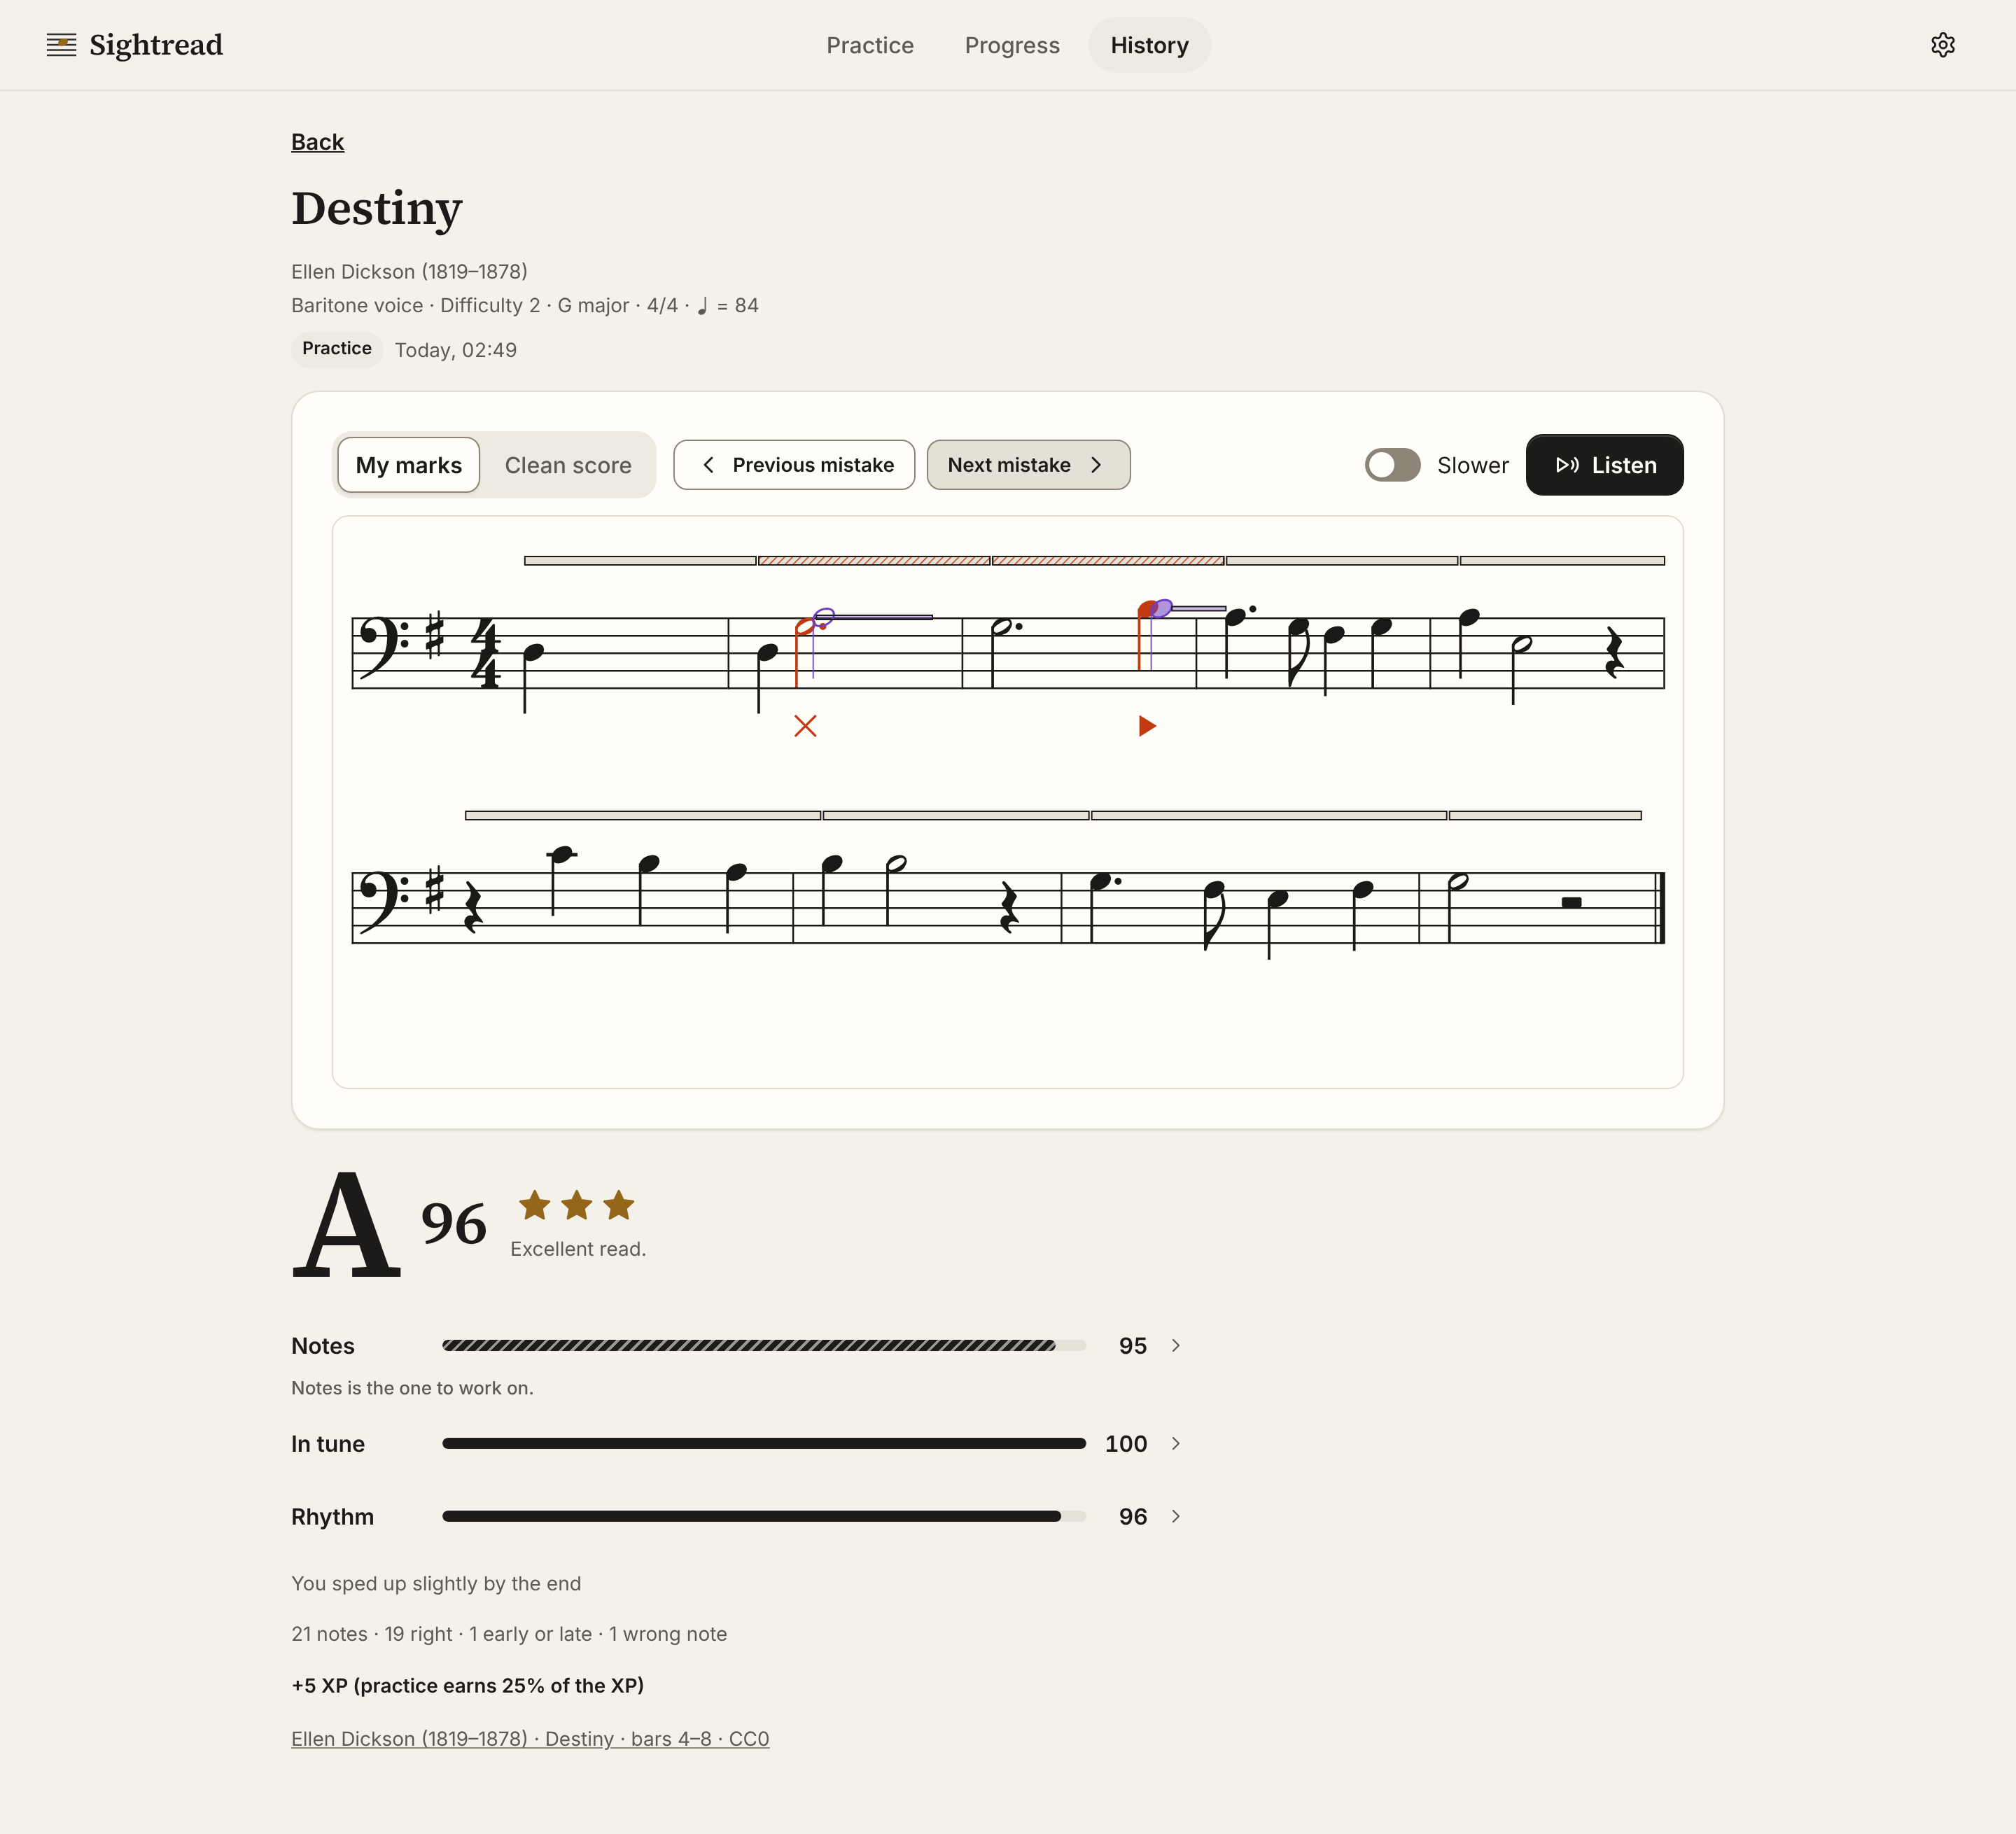 Sightread
Practice
Progress
History
Back
Destiny
Ellen Dickson (1819–1878)
Baritone voice · Difficulty 2 · G major · 4/4 · ♩ = 84
Practice Today, 02:49
My marks
Clean score
Previous mistake
Next mistake
Slower
Listen
4
4
A 96
Excellent read.
Notes 95
Notes is the one to work on.
In tune 100
Rhythm 96
You sped up slightly by the end
21 notes · 19 right · 1 early or late · 1 wrong note
+5 XP (practice earns 25% of the XP)
Ellen Dickson (1819–1878) · Destiny · bars 4–8 · CC0